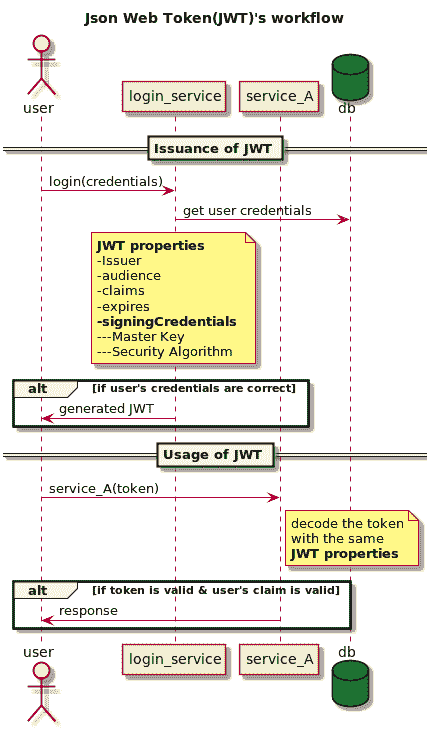 Json Web Token(JWT)'s workflow
user
login_service
service_A
db
Issuance of JWT
login(credentials)
get user credentials
JWT properties
-Issuer
-audience
-claims
-expires
-signingCredentials
---Master Key
---Security Algorithm
alt [if user's credentials are correct]
generated JWT
Usage of JWT
service_A(token)
decode the token
with the same
JWT properties
alt [if token is valid & user's claim is valid]
response
user
login_service
service_A
db